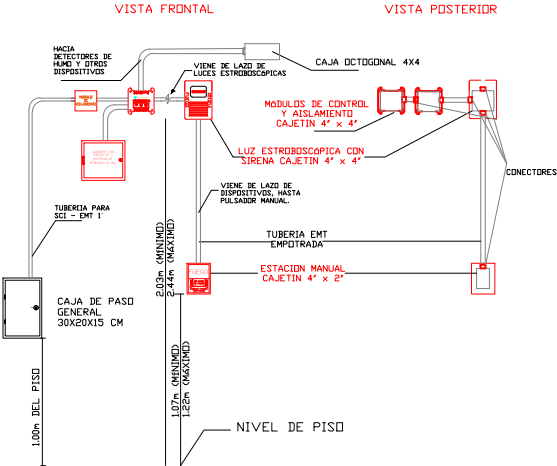 VISTA FRONTAL
VISTA POSTERIOR
HACIA
DETECTORES DE
HUMO Y OTROS
DISPOSITIVOS
VIENE DE LAZO DE
LUCES ESTROBOSCóPICAS
CAJA OCTOGONAL 4X4
MóDULOS DE CONTROL
Y AISLAMIENTO
CAJETIN 4" x 4"
LUZ ESTROBOSCóPICA CON
SIRENA CAJETIN 4" x 4"
CONECTORES
VIENE DE LAZO DE
DISPOSITIVOS, HASTA
PULSADOR MANUAL.
TUBERIA PARA
SCI - EMT 1"
TUBERIA EMT
EMPOTRADA
2.03m (MíNIMO)
2.44m (MáXIMO)
FUEGO
ESTACION MANUAL
CAJETIN 4" x 2"
CAJA DE PASO
GENERAL
30X20X15 CM
1.00m DEL PISO
1.07m (MíNIMO)
1.22m (MáXIMO)
NIVEL DE PISO